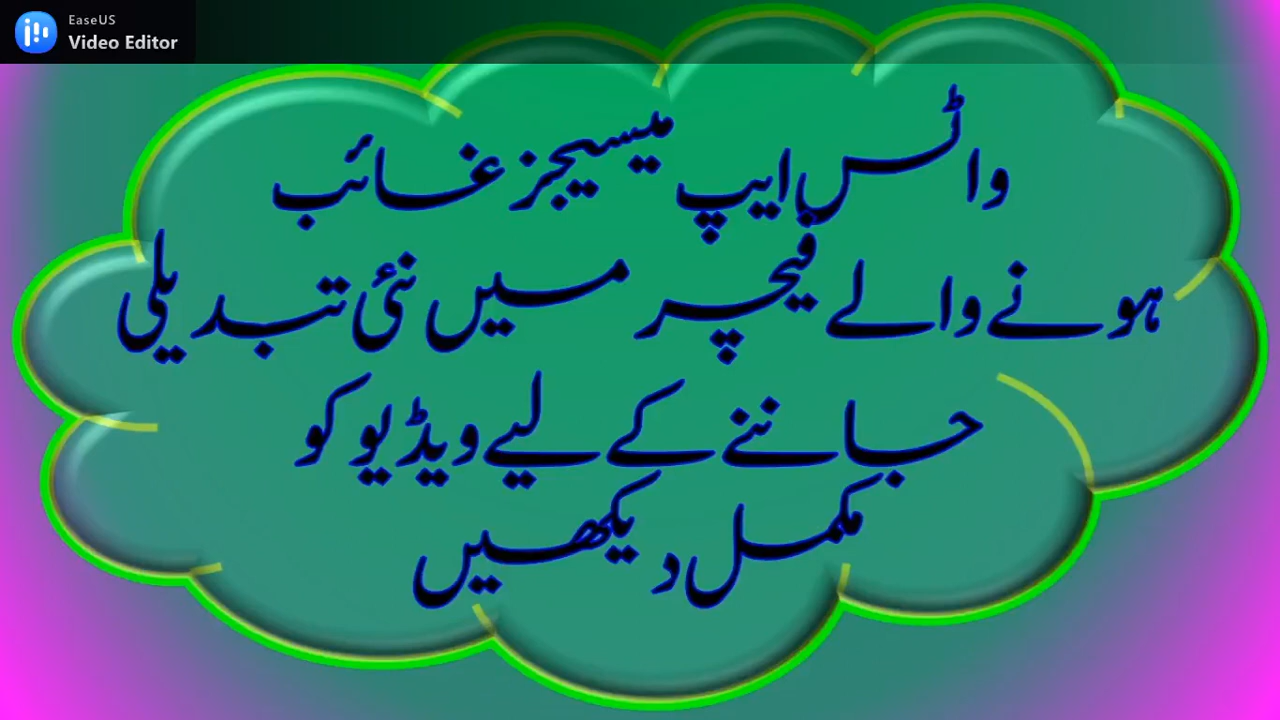 EaseUS
Video Editor
واٹس ایپ میسیجز غائب
ہونے والے فیچر میں نئی تبدیلی
جاننے کے لیے ویڈیو کو
مکمل دیکھیں